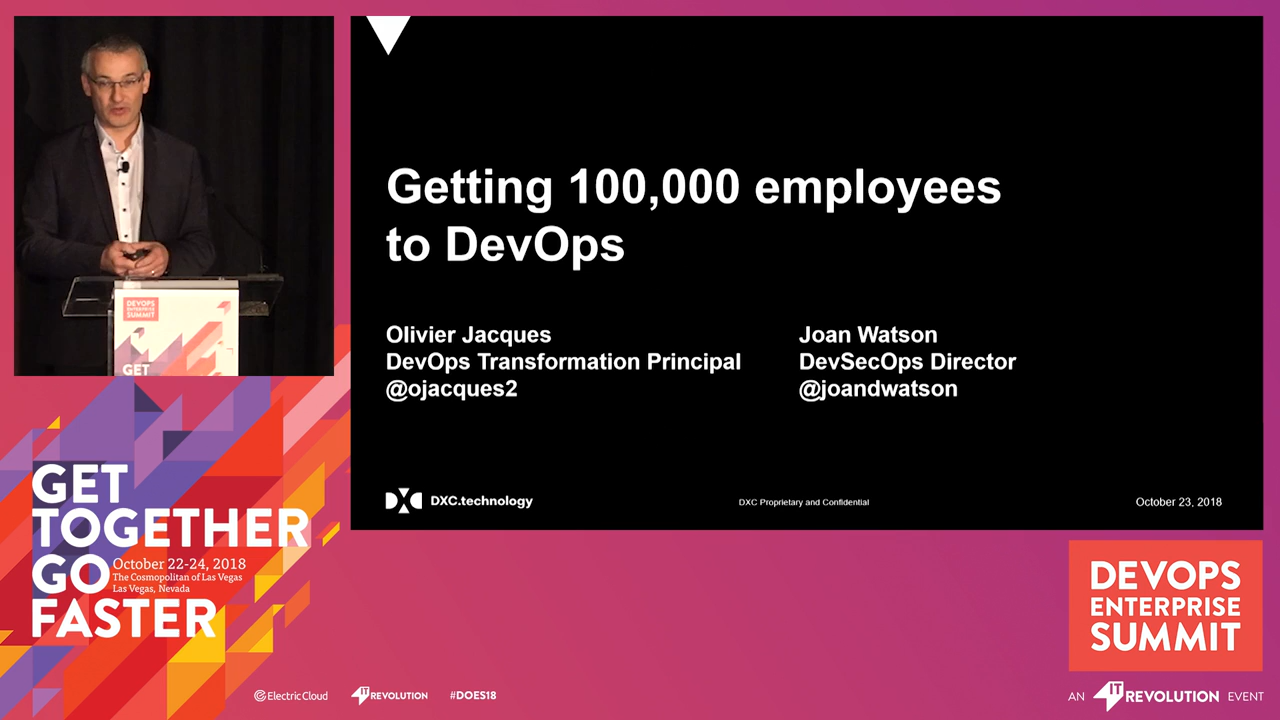 DEVOPS
ENTERPRISE
SUMMIT
GET
Getting 100,000 employees
to DevOps
Olivier Jacques
DevOps Transformation Principal
@ojacques2
Joan Watson
DevSecOps Director
@joandwatson
DXC.technology
DXC Proprietary and Confidential
October 23, 2018
GET
TOGETHER
GO
FASTER
October 22-24, 2018
The Cosmopolitan of Las Vegas
Las Vegas, Nevada
DEVOPS
ENTERPRISE
SUMMIT
Electric Cloud
IT REVOLUTION
#DOES18
AN IT REVOLUTION EVENT